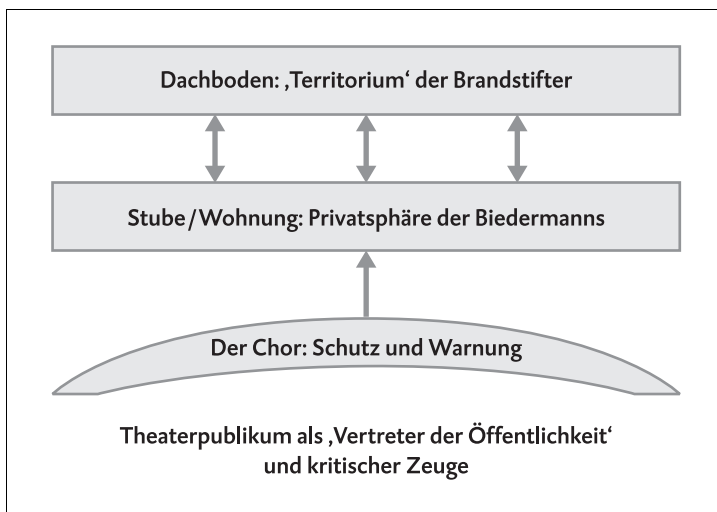 Dachboden: ‚Territorium‘ der Brandstifter
Stube/Wohnung: Privatsphäre der Biedermanns
Der Chor: Schutz und Warnung
Theaterpublikum als ‚Vertreter der Öffentlichkeit‘
und kritischer Zeuge